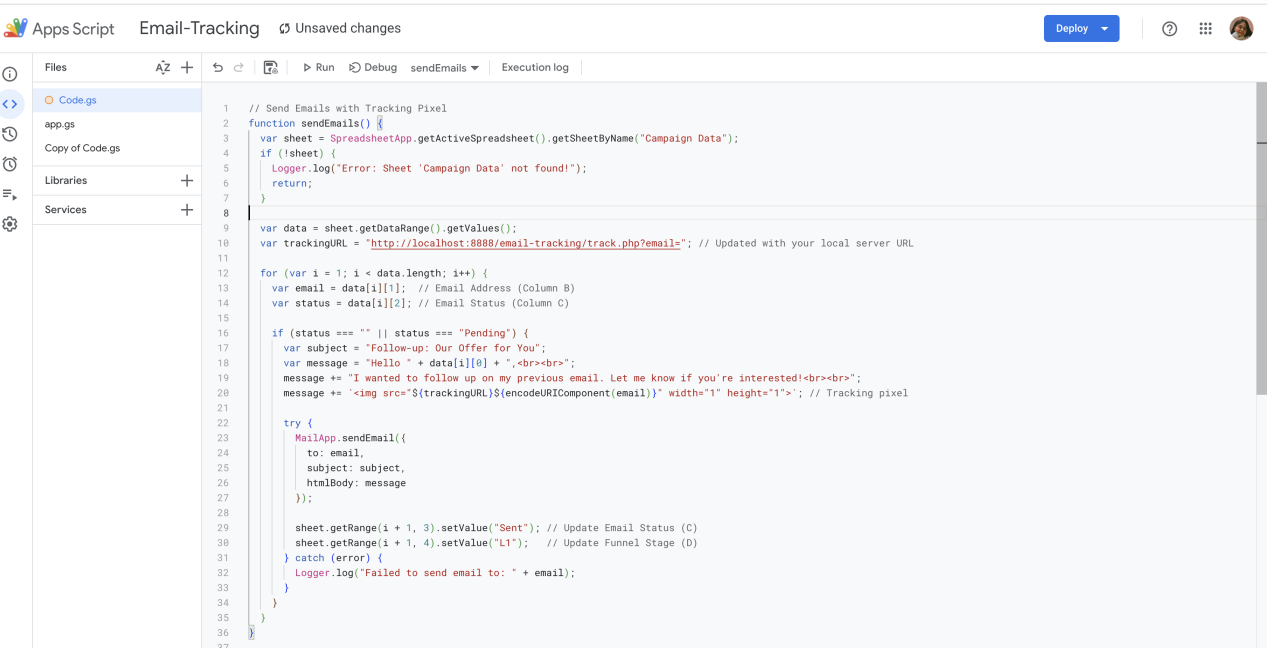 Apps Script Email-Tracking Unsaved changes Deploy
Files AZ Run Debug sendEmails Execution log
Code.gs
app.gs
Copy of Code.gs
Libraries
Services
1 // Send Emails with Tracking Pixel
2 function sendEmails() {
3 var sheet = SpreadsheetApp.getActiveSpreadsheet().getSheetByName("Campaign Data");
4 if (!sheet) {
5 Logger.log("Error: Sheet 'Campaign Data' not found!");
6 return;
7 }
8
9 var data = sheet.getDataRange().getValues();
10 var trackingURL = "http://localhost:8888/email-tracking/track.php?email="; // Updated with your local server URL
11
12 for (var i = 1; i < data.length; i++) {
13 var email = data[i][1]; // Email Address (Column B)
14 var status = data[i][2]; // Email Status (Column C)
15
16 if (status === "" || status === "Pending") {
17 var subject = "Follow-up: Our Offer for You";
18 var message = "Hello " + data[i][0] + ",<br><br>";
19 message += "I wanted to follow up on my previous email. Let me know if you're interested!<br><br>";
20 message += `<img src="${trackingURL}${encodeURIComponent(email)}" width="1" height="1">`; // Tracking pixel
21
22 try {
23 MailApp.sendEmail({
24 to: email,
25 subject: subject,
26 htmlBody: message
27 });
28
29 sheet.getRange(i + 1, 3).setValue("Sent"); // Update Email Status (C)
30 sheet.getRange(i + 1, 4).setValue("L1"); // Update Funnel Stage (D)
31 } catch (error) {
32 Logger.log("Failed to send email to: " + email);
33 }
34 }
35 }
36 }
37